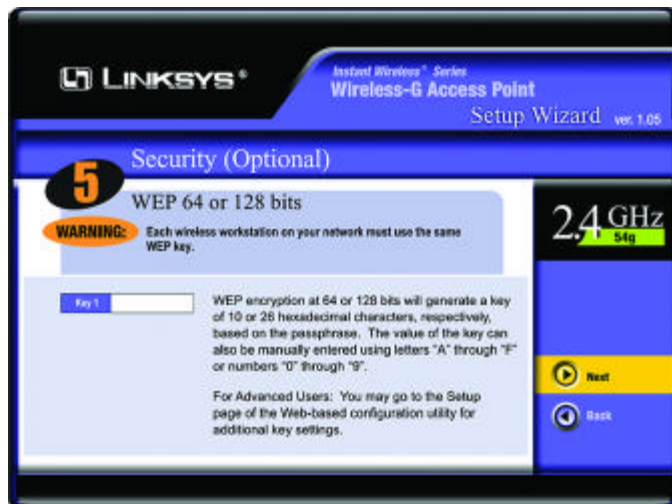 LINKSYS®
Instant Wireless® Series
Wireless-G Access Point
Setup Wizard ver. 1.05
5
Security (Optional)
WEP 64 or 128 bits
WARNING:
Each wireless workstation on your network must use the same
WEP key.
2.4 GHz
54g
Key 1
WEP encryption at 64 or 128 bits will generate a key
of 10 or 26 hexadecimal characters, respectively,
based on the passphrase. The value of the key can
also be manually entered using letters "A" through "F"
or numbers "0" through "9".
For Advanced Users: You may go to the Setup
page of the Web-based configuration utility for
additional key settings.
Next
Back